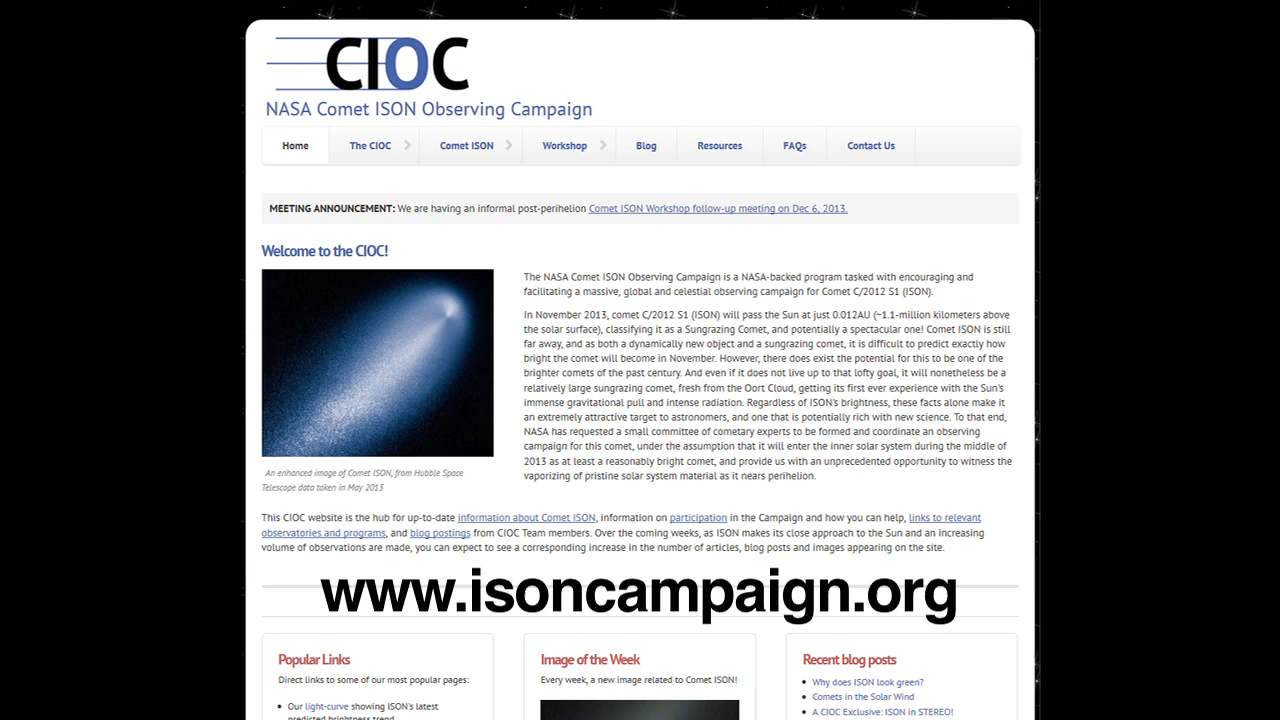 CIOC
NASA Comet ISON Observing Campaign
Home
The CIOC
Comet ISON
Workshop
Blog
Resources
FAQs
Contact Us
MEETING ANNOUNCEMENT: We are having an informal post-perihelion Comet ISON Workshop follow-up meeting on Dec 6, 2013.
Welcome to the CIOC!
The NASA Comet ISON Observing Campaign is a NASA-backed program tasked with encouraging and
facilitating a massive, global and celestial observing campaign for Comet C/2012 S1 (ISON).
In November 2013, comet C/2012 S1 (ISON) will pass the Sun at just 0.012AU (~1.1-million kilometers above
the solar surface), classifying it as a Sungrazing Comet, and potentially a spectacular one! Comet ISON is still
far away, and as both a dynamically new object and a sungrazing comet, it is difficult to predict exactly how
bright the comet will become in November. However, there does exist the potential for this to be one of the
brighter comets of the past century. And even if it does not live up to that lofty goal, it will nonetheless be a
relatively large sungrazing comet, fresh from the Oort Cloud, getting its first ever experience with the Sun's
immense gravitational pull and intense radiation. Regardless of ISON's brightness, these facts alone make it
an extremely attractive target to astronomers, and one that is potentially rich with new science. To that end,
NASA has requested a small committee of cometary experts to be formed and coordinate an observing
campaign for this comet, under the assumption that it will enter the inner solar system during the middle of
2013 as at least a reasonably bright comet, and provide us with an unprecedented opportunity to witness the
vaporizing of pristine solar system material as it nears perihelion.
An enhanced image of Comet ISON, from Hubble Space
Telescope data taken in May 2013
This CIOC website is the hub for up-to-date information about Comet ISON, information on participation in the Campaign and how you can help, links to relevant
observatories and programs, and blog postings from CIOC Team members. Over the coming weeks, as ISON makes its close approach to the Sun and an increasing
volume of observations are made, you can expect to see a corresponding increase in the number of articles, blog posts and images appearing on the site.
www.isoncampaign.org
Popular Links
Direct links to some of our most popular pages:
Our light-curve showing ISON's latest
predicted brightness trend
Image of the Week
Every week, a new image related to Comet ISON!
Recent blog posts
Why does ISON look green?
Comets in the Solar Wind
A CIOC Exclusive: ISON in STEREO!